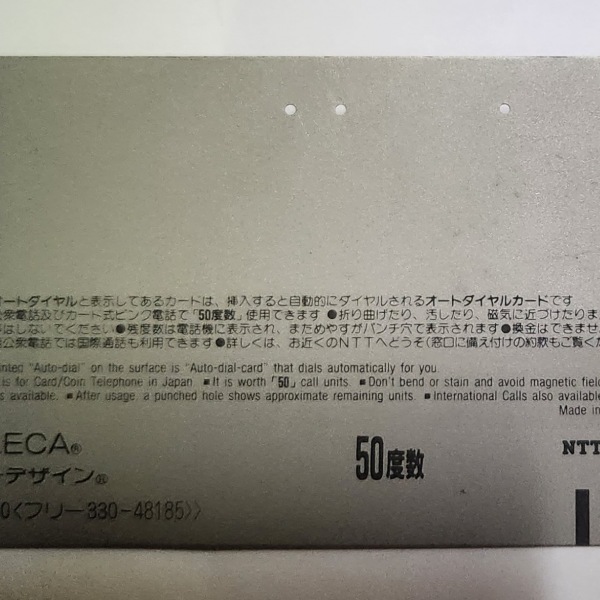 オートダイヤルと表示してあるカードは、挿入すると自動的にダイヤルされるオートダイヤルカードです
公衆電話及びカード式ピンク電話で「50度数」使用できます ●折り曲げたり、汚したり、磁気に近づけたりま
はしないでください ●残度数は電話機に表示され、まためやすがパンチ穴で表示されます ●換金はできませ
公衆電話では国際通話も利用できます ●詳しくは、お近くのNTTへどうぞ(窓口に備え付けの約款もご覧
inted "Auto-dial" on the surface is "Auto-dial-card" that dials automatically for you.
is for Card/Coin Telephone in Japan. ■ It is worth「50」call units. ■ Don't bend or stain and avoid magnetic field
s available. ■ After usage, a punched hole shows approximate remaining units. ■ International Calls also available
Made in
LECA®
ーデザイン®
50度数
NTT
0〈フリー330-48185〉〉